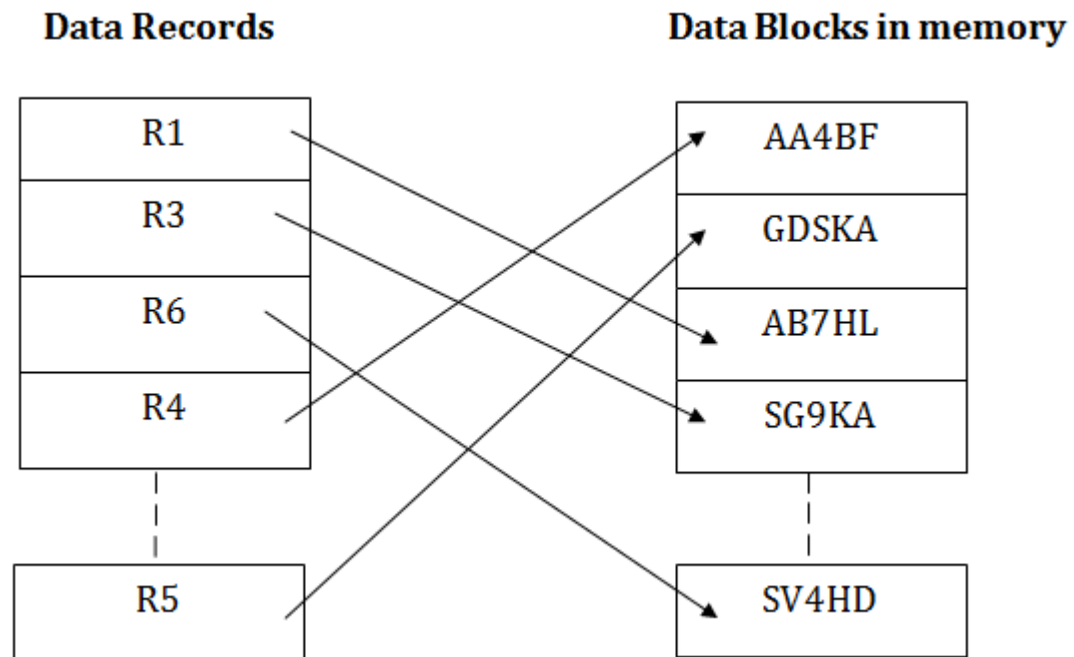 Data Records
Data Blocks in memory
R1
R3
R6
R4
R5
AA4BF
GDSKA
AB7HL
SG9KA
SV4HD